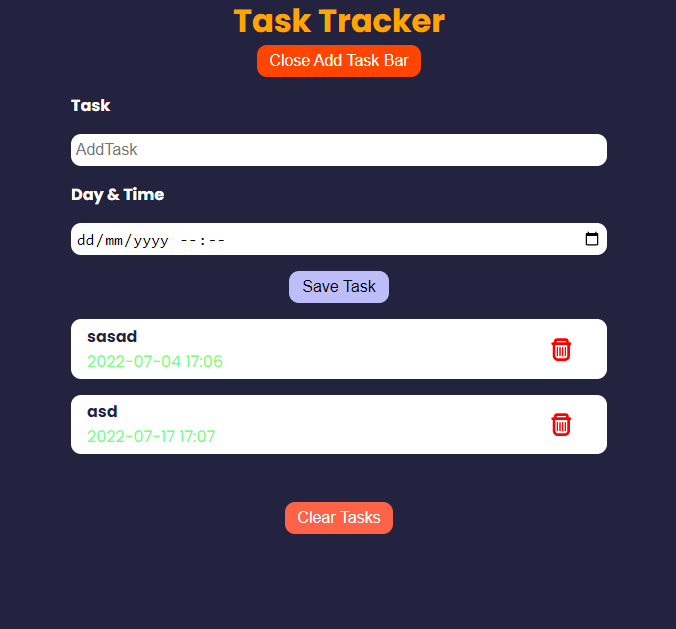 Task Tracker
Close Add Task Bar
Task
AddTask
Day & Time
dd/mm/yyyy --:--
Save Task
sasad
2022-07-04 17:06
asd
2022-07-17 17:07
Clear Tasks